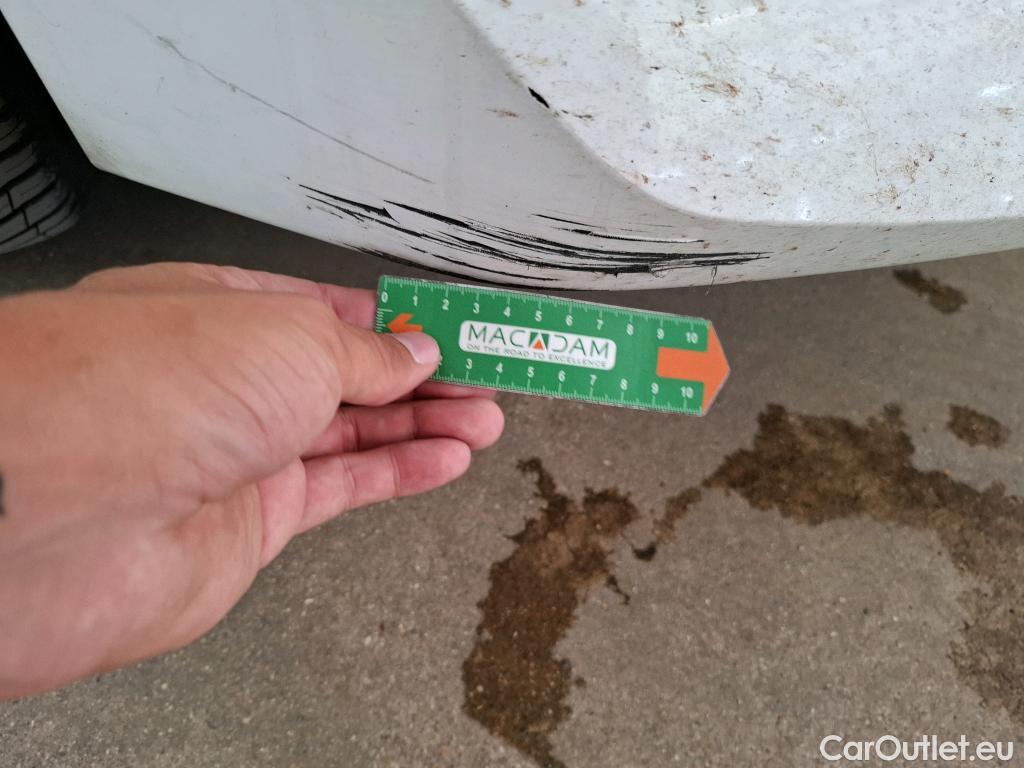 0 1 2 3 4 5 6 7 8 9 10
MACADAM
ON THE ROAD TO EXCELLENCE
3 4 5 6 7 8 9 10
CarOutlet.eu